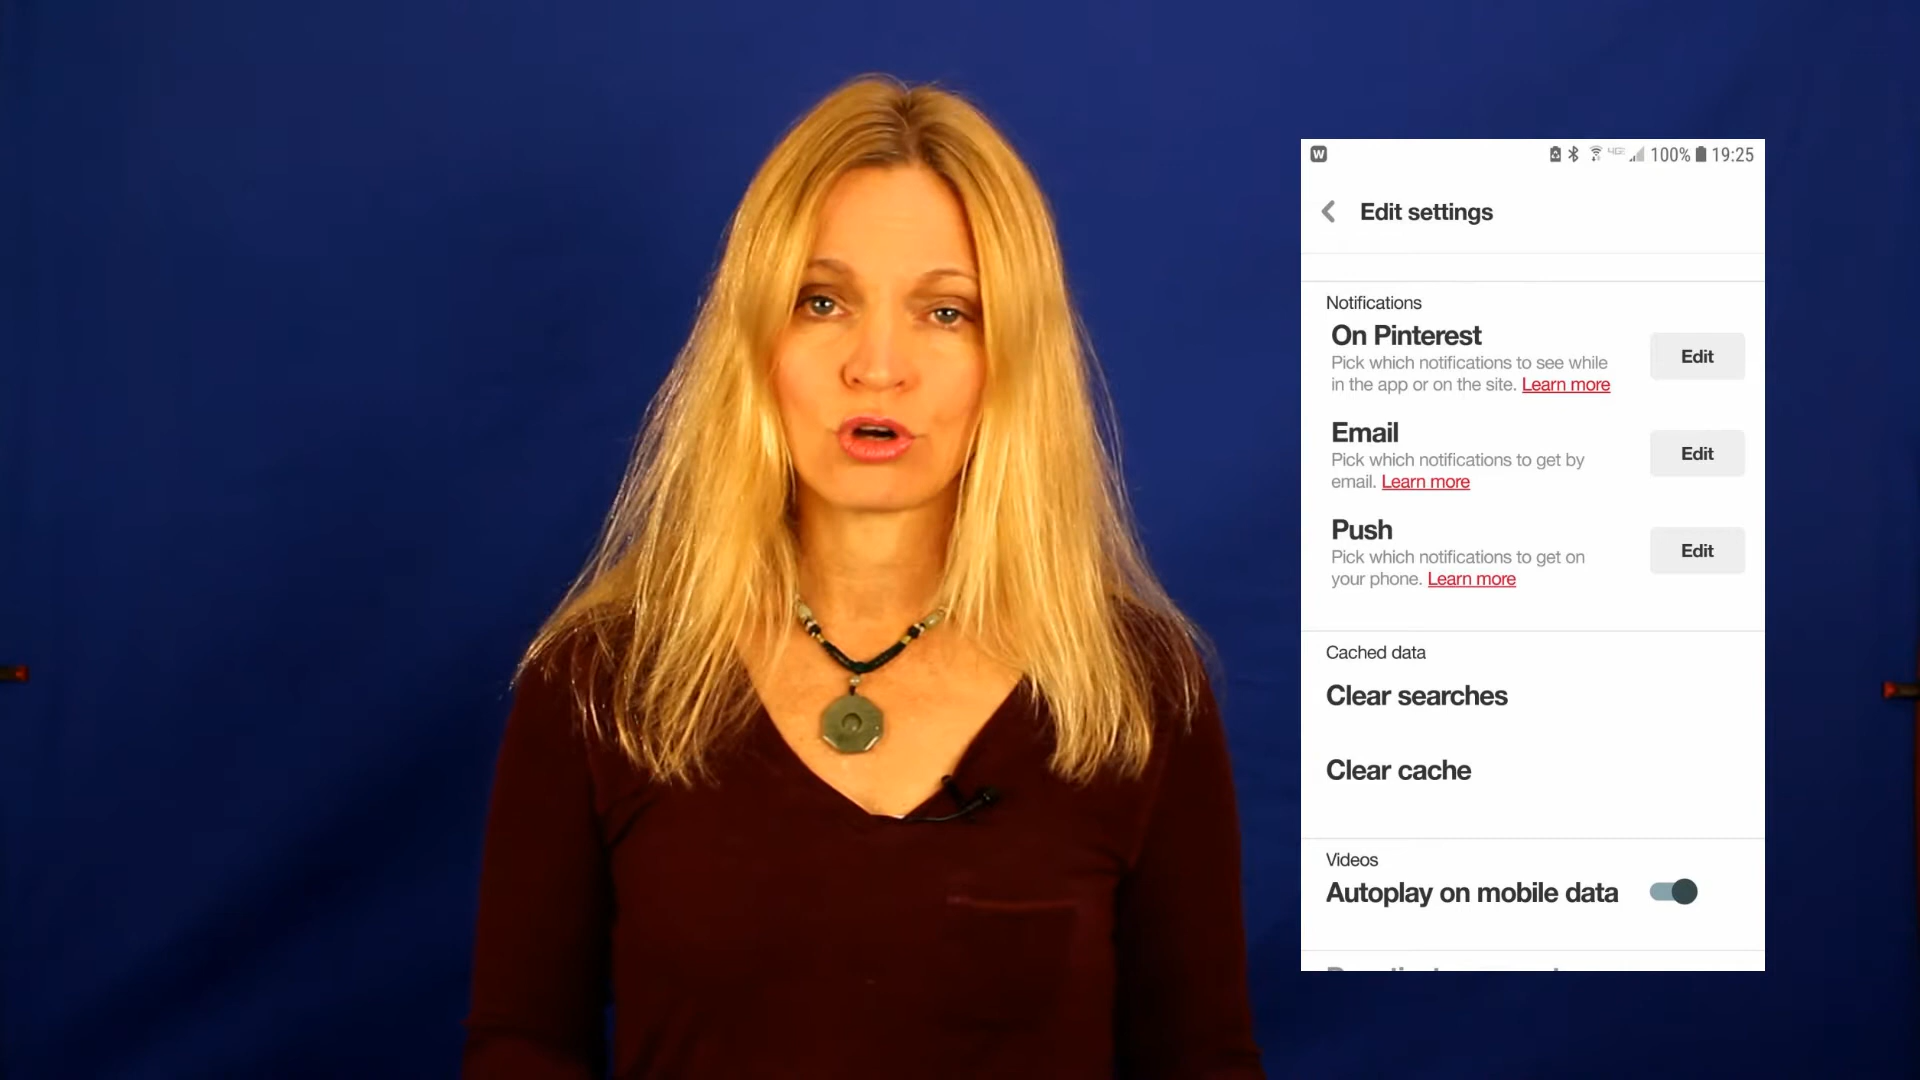 W 100% 19:25
Edit settings
Notifications
On Pinterest
Pick which notifications to see while
in the app or on the site. Learn more
Edit
Email
Pick which notifications to get by
email. Learn more
Edit
Push
Pick which notifications to get on
your phone. Learn more
Edit
Cached data
Clear searches
Clear cache
Videos
Autoplay on mobile data